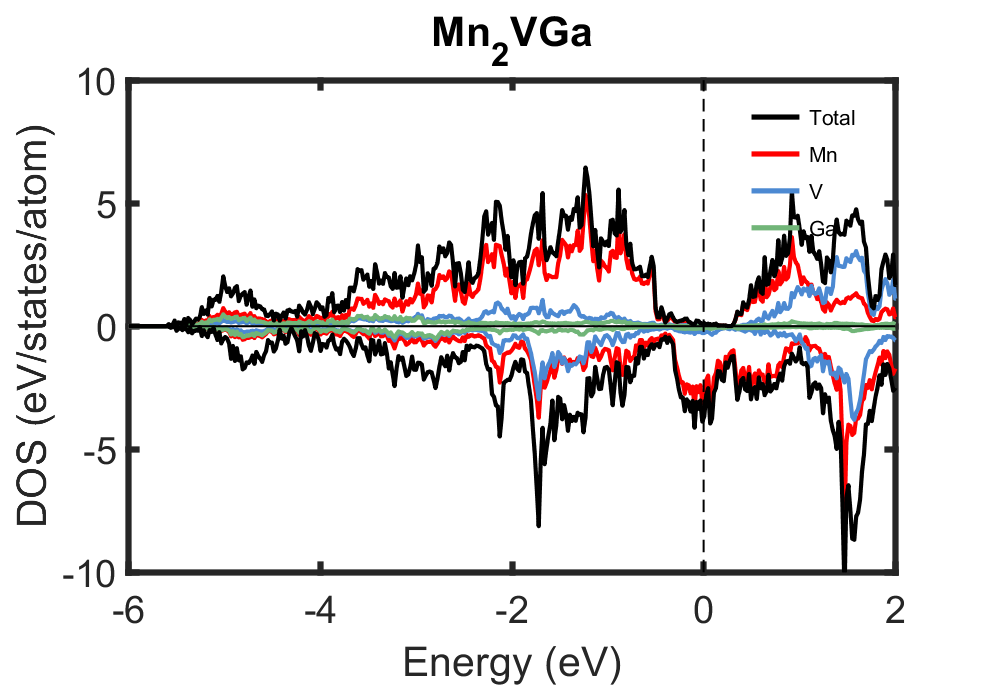 Mn₂VGa
10
5
0
-5
-10
DOS (eV/states/atom)
Total
Mn
V
Ga
-6 -4 -2 0 2
Energy (eV)